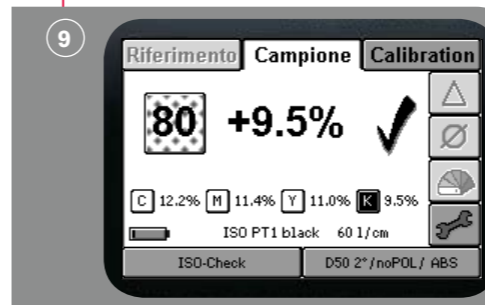 9
Riferimento Campione Calibration
80 +9.5%
C 12.2% M 11.4% Y 11.0% K 9.5%
ISO PT1 black 60 l/cm
ISO-Check D50 2°/noPOL/ ABS